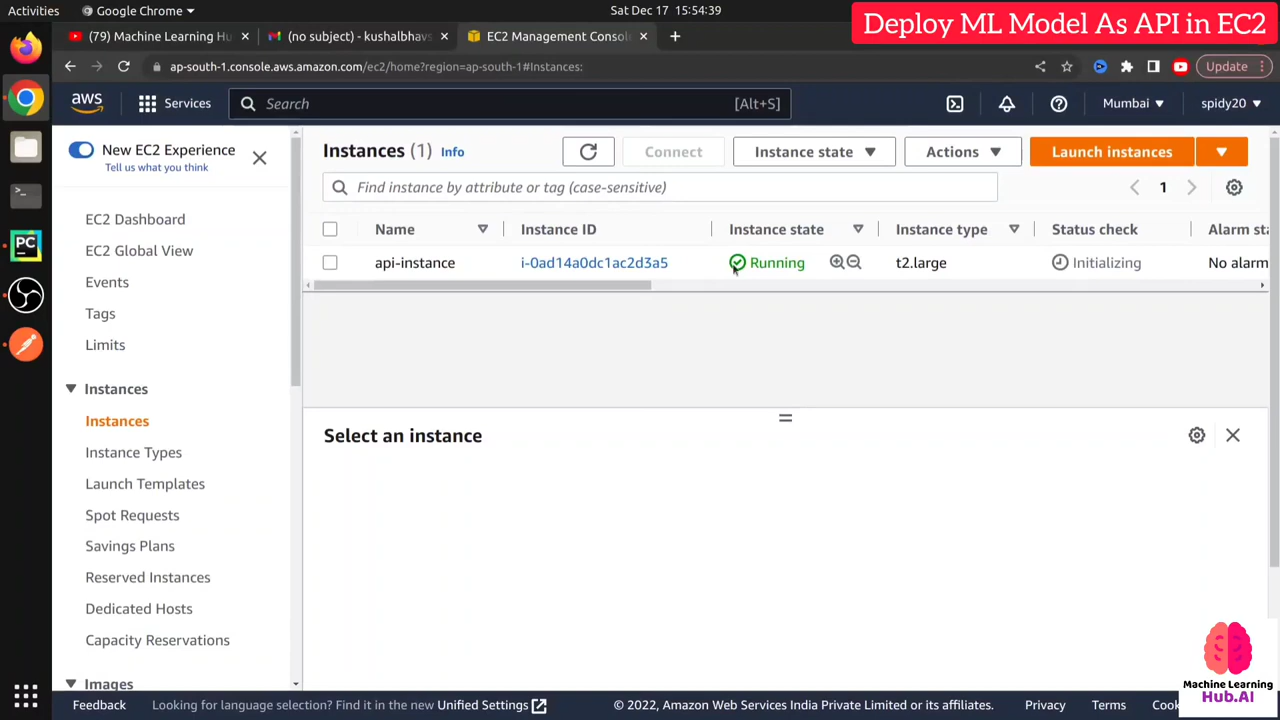 Activities
Google Chrome
Sat Dec 17 15:54:39
Deploy ML Model As API in EC2
(79) Machine Learning Hu
(no subject) - kushalbhavs
EC2 Management Consol
ap-south-1.console.aws.amazon.com/ec2/home?region=ap-south-1#Instances:
Update
aws
Services
Search
[Alt+S]
Mumbai
spidy20
New EC2 Experience
Tell us what you think
EC2 Dashboard
EC2 Global View
Events
Tags
Limits
Instances
Instances
Instance Types
Launch Templates
Spot Requests
Savings Plans
Reserved Instances
Dedicated Hosts
Capacity Reservations
Images
Instances (1) Info
Connect
Instance state
Actions
Launch instances
Find instance by attribute or tag (case-sensitive)
1
Name Instance ID Instance state Instance type Status check Alarm sta
api-instance i-0ad14a0dc1ac2d3a5 Running t2.large Initializing No alarm
Select an instance
Machine Learning
Hub.AI
Feedback Looking for language selection? Find it in the new Unified Settings © 2022, Amazon Web Services India Private Limited or its affiliates. Privacy Terms Cook